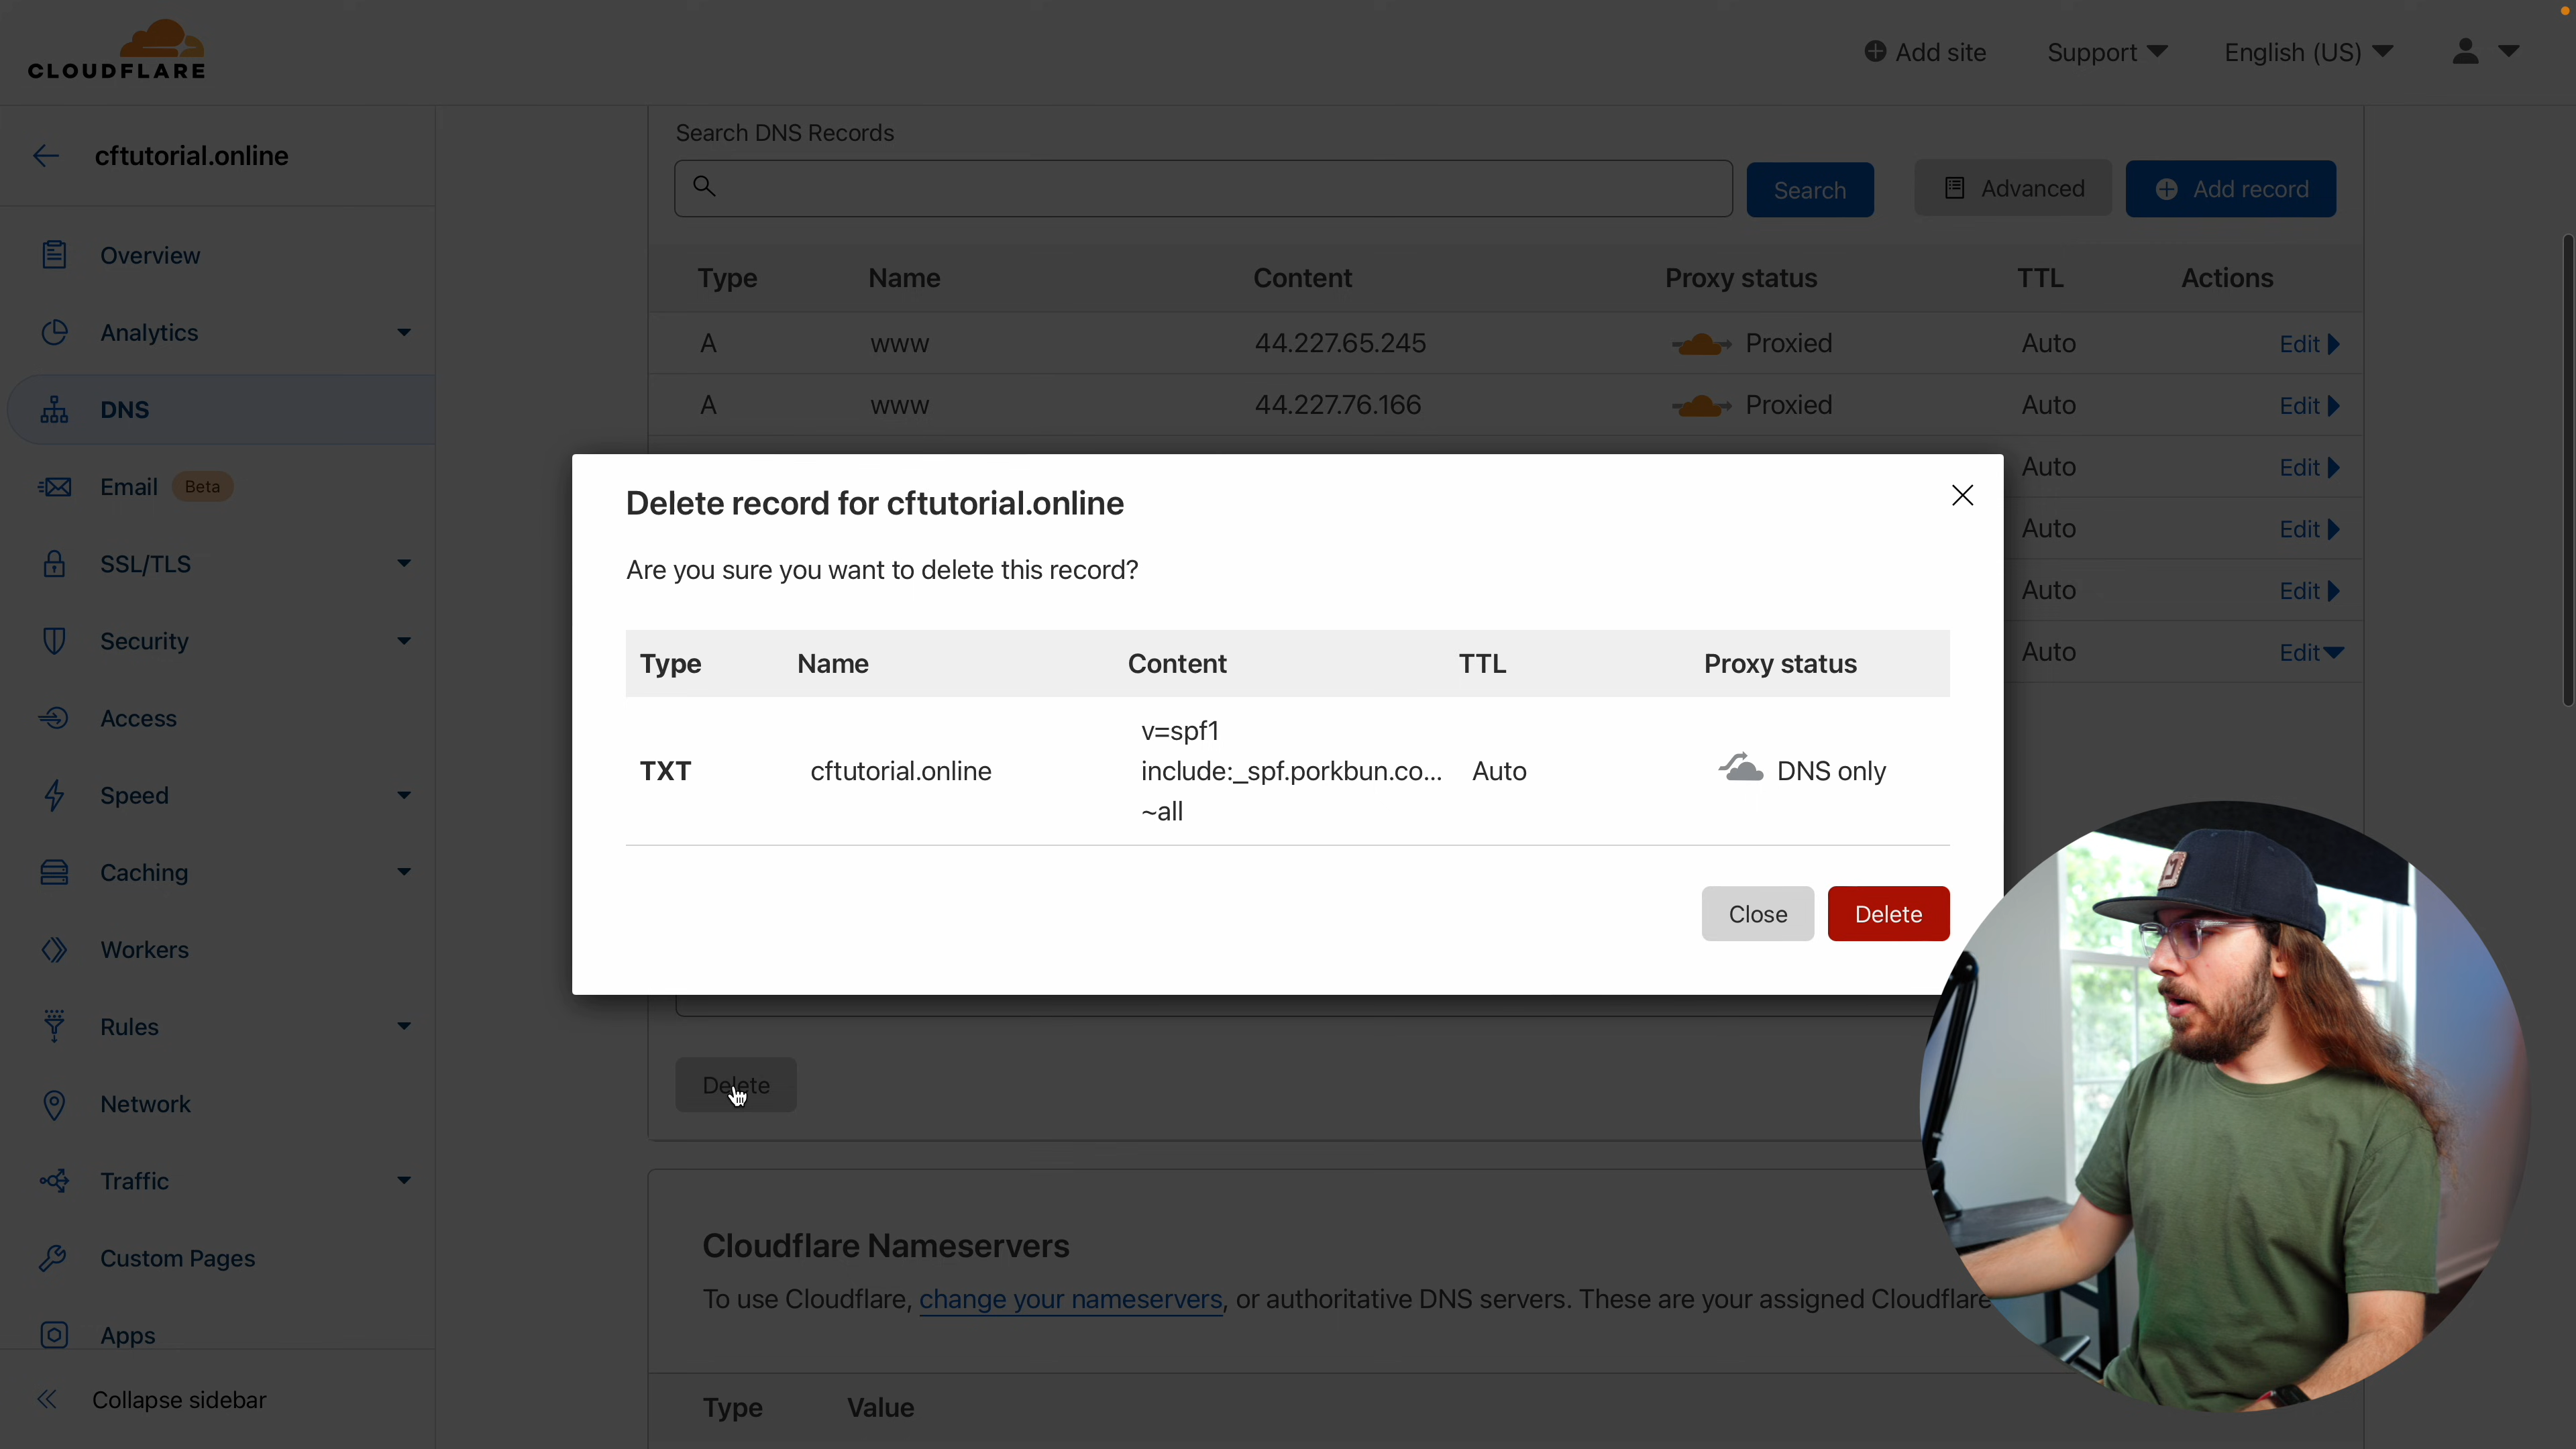 CLOUDFLARE
Add site
Support
English (US)
cftutorial.online
Overview
Analytics
DNS
Email Beta
SSL/TLS
Security
Access
Speed
Caching
Workers
Rules
Network
Traffic
Custom Pages
Apps
Collapse sidebar
Search DNS Records
Search
Advanced
Add record
Type Name Content Proxy status TTL Actions
A www 44.227.65.245 Proxied Auto Edit
A www 44.227.76.166 Proxied Auto Edit
Auto Edit
Auto Edit
Auto Edit
Auto Edit
Delete record for cftutorial.online
Are you sure you want to delete this record?
Type Name Content TTL Proxy status
v=spf1
TXT cftutorial.online include:_spf.porkbun.co... Auto DNS only
~all
Close Delete
Delete
Cloudflare Nameservers
To use Cloudflare, change your nameservers, or authoritative DNS servers. These are your assigned Cloudflare
Type Value